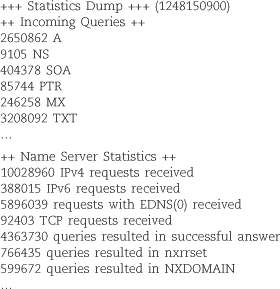 +++ Statistics Dump +++ (1248150900)
++ Incoming Queries ++
2650862 A
9105 NS
404378 SOA
85744 PTR
246258 MX
3208092 TXT
...
++ Name Server Statistics ++
10028960 IPv4 requests received
388015 IPv6 requests received
5896039 requests with EDNS(0) received
92403 TCP requests received
4363730 queries resulted in successful answer
766435 queries resulted in nxrrset
599672 queries resulted in NXDOMAIN
...